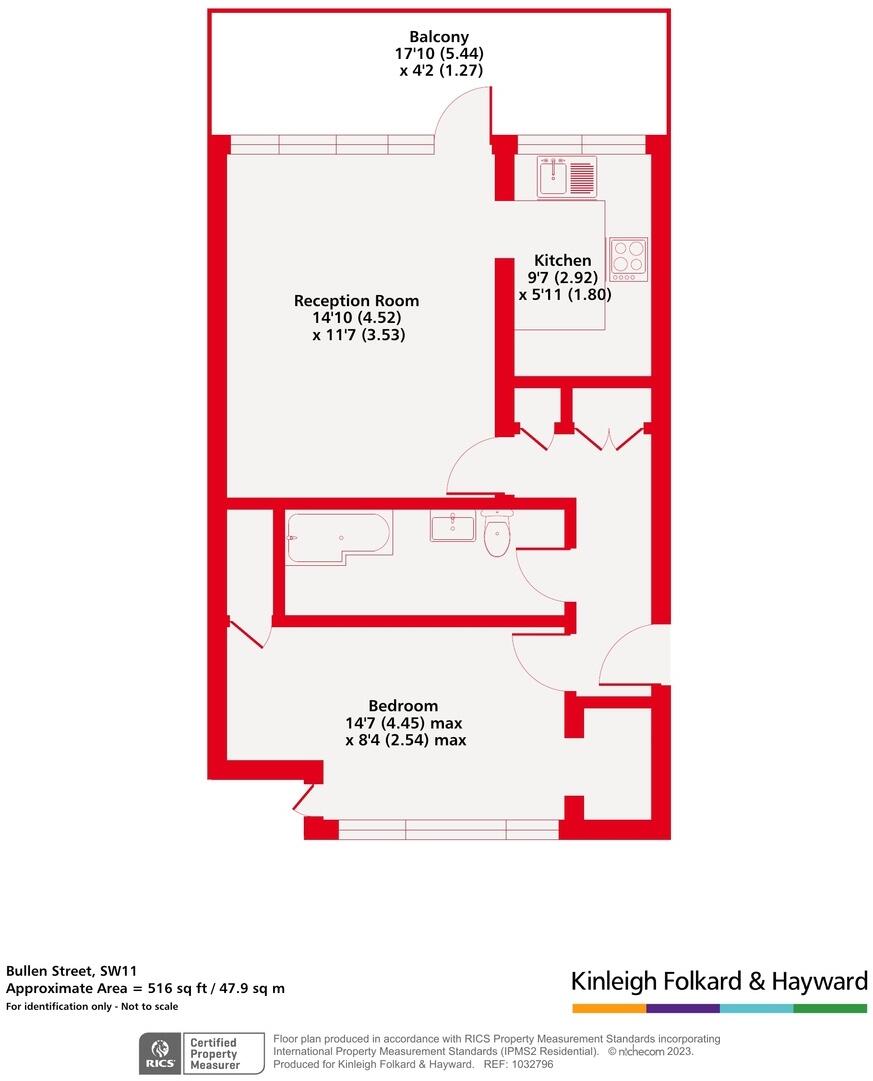 Balcony
17'10 (5.44)
x 4'2 (1.27)
Kitchen
9'7 (2.92)
x 5'11 (1.80)
Reception Room
14'10 (4.52)
x 11'7 (3.53)
Bedroom
14'7 (4.45) max
x 8'4 (2.54) max
Bullen Street, SW11
Approximate Area = 516 sq ft / 47.9 sq m
For identification only - Not to scale
Kinleigh Folkard & Hayward
RICS
Certified
Property
Measurer
Floor plan produced in accordance with RICS Property Measurement Standards incorporating
International Property Measurement Standards (IPMS2 Residential). © nichecom 2023.
Produced for Kinleigh Folkard & Hayward. REF: 1032796